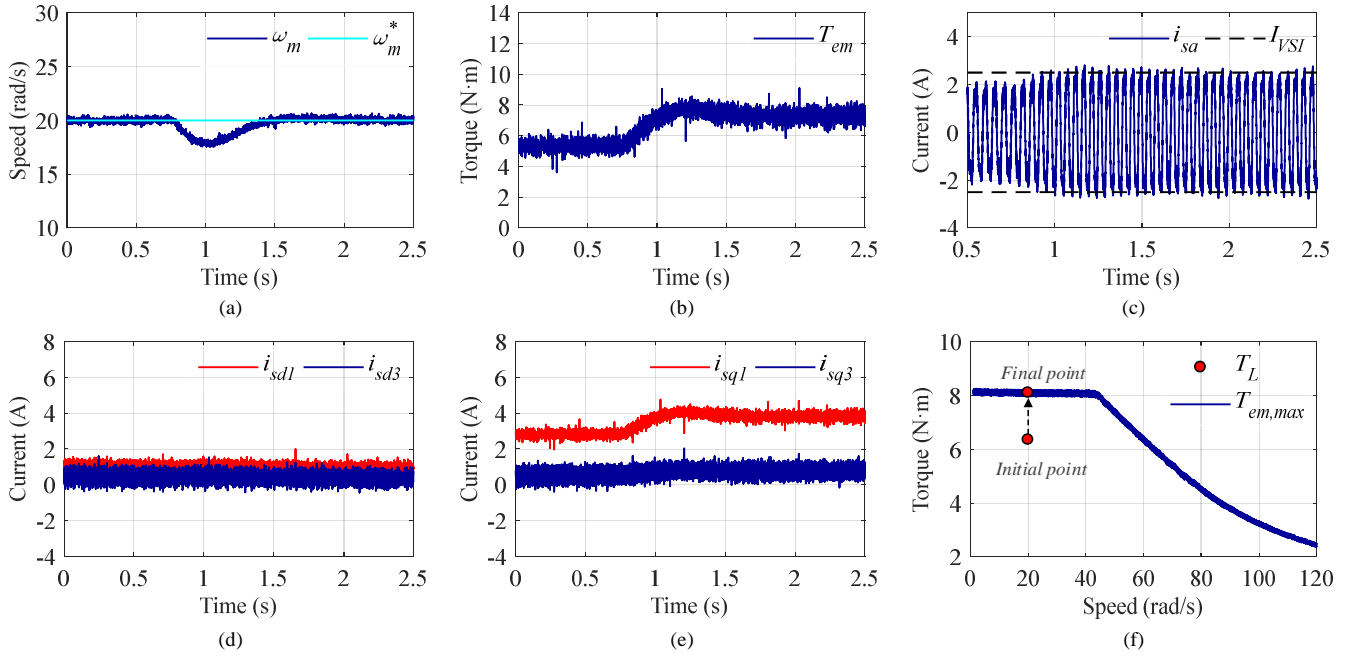 ω_m ω_m^*
Speed (rad/s)
30
25
20
15
10
0 0.5 1 1.5 2 2.5
Time (s)
(a)
T_em
Torque (N·m)
14
12
10
8
6
4
2
0
0 0.5 1 1.5 2 2.5
Time (s)
(b)
i_sa I_VSI
Current (A)
4
2
0
-2
-4
0.5 1 1.5 2 2.5
Time (s)
(c)
i_sd1 i_sd3
Current (A)
8
6
4
2
0
-2
-4
0 0.5 1 1.5 2 2.5
Time (s)
(d)
i_sq1 i_sq3
Current (A)
8
6
4
2
0
-2
-4
0 0.5 1 1.5 2 2.5
Time (s)
(e)
T_L
T_em,max
Final point
Initial point
Torque (N·m)
10
8
6
4
2
0 20 40 60 80 100 120
Speed (rad/s)
(f)